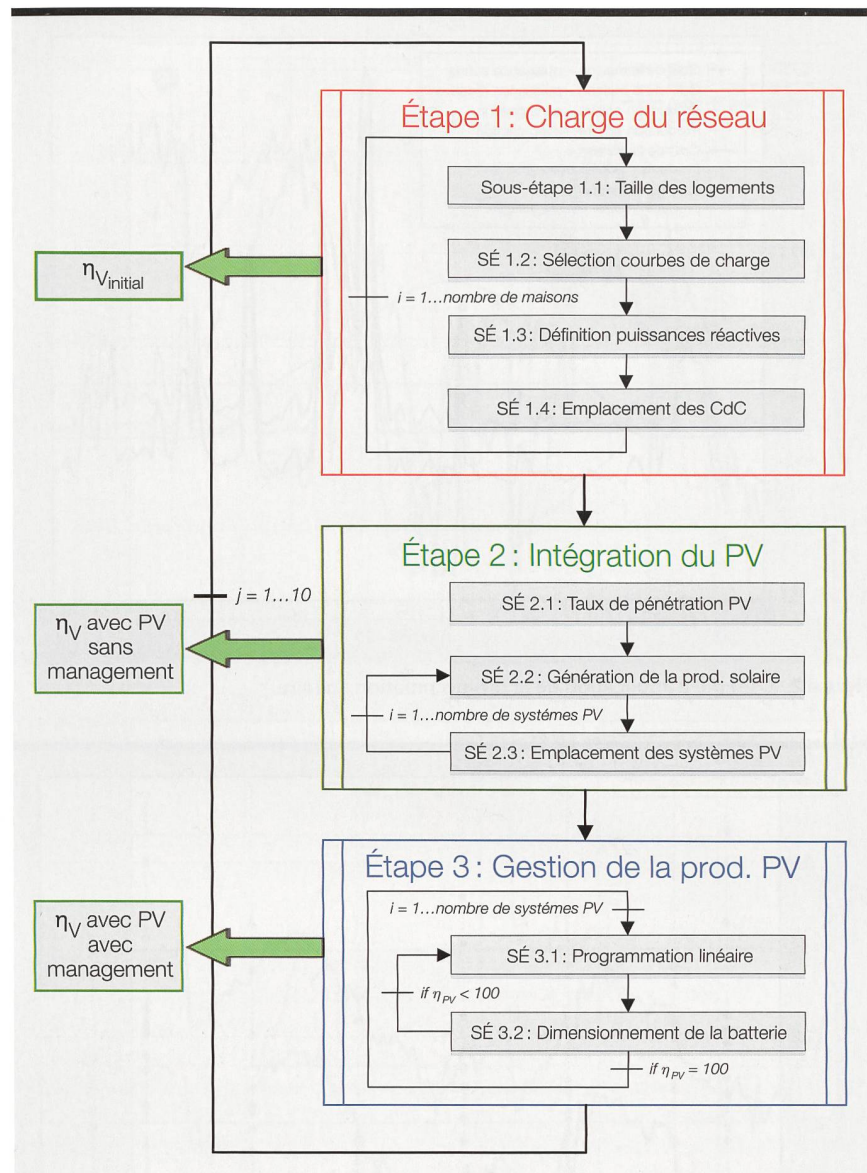 Étape 1 : Charge du réseau
Sous-étape 1.1 : Taille des logements
SÉ 1.2 : Sélection courbes de charge
i = 1...nombre de maisons
SÉ 1.3 : Définition puissances réactives
SÉ 1.4 : Emplacement des CdC
ηVinitial
Étape 2 : Intégration du PV
SÉ 2.1 : Taux de pénétration PV
SÉ 2.2 : Génération de la prod. solaire
i = 1...nombre de systèmes PV
SÉ 2.3 : Emplacement des systèmes PV
j = 1...10
ηV avec PV
sans
management
Étape 3 : Gestion de la prod. PV
i = 1...nombre de systémes PV
SÉ 3.1 : Programmation linéaire
if ηPV < 100
SÉ 3.2 : Dimensionnement de la batterie
if ηPV = 100
ηV avec PV
avec
management